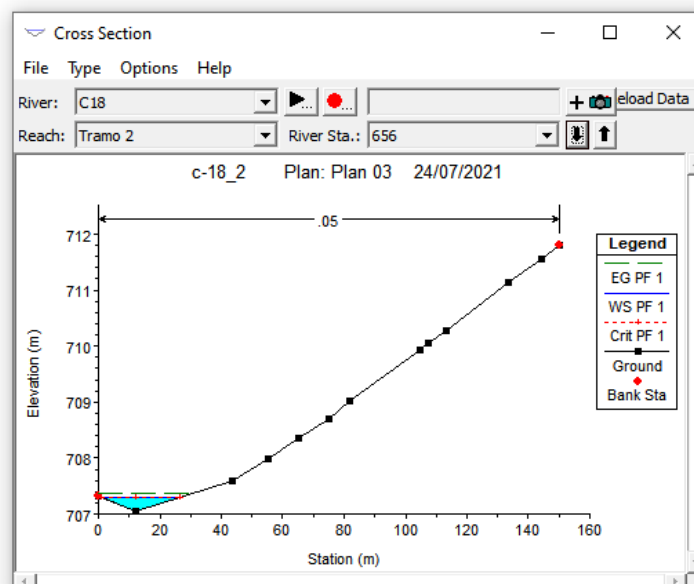 Cross Section
File Type Options Help
River: C18 ... ... + eload Data
Reach: Tramo 2 River Sta.: 656
c-18_2 Plan: Plan 03 24/07/2021
.05
712
711
710
709
708
707
0 20 40 60 80 100 120 140 160
Elevation (m)
Station (m)
Legend
EG PF 1
WS PF 1
Crit PF 1
Ground
Bank Sta